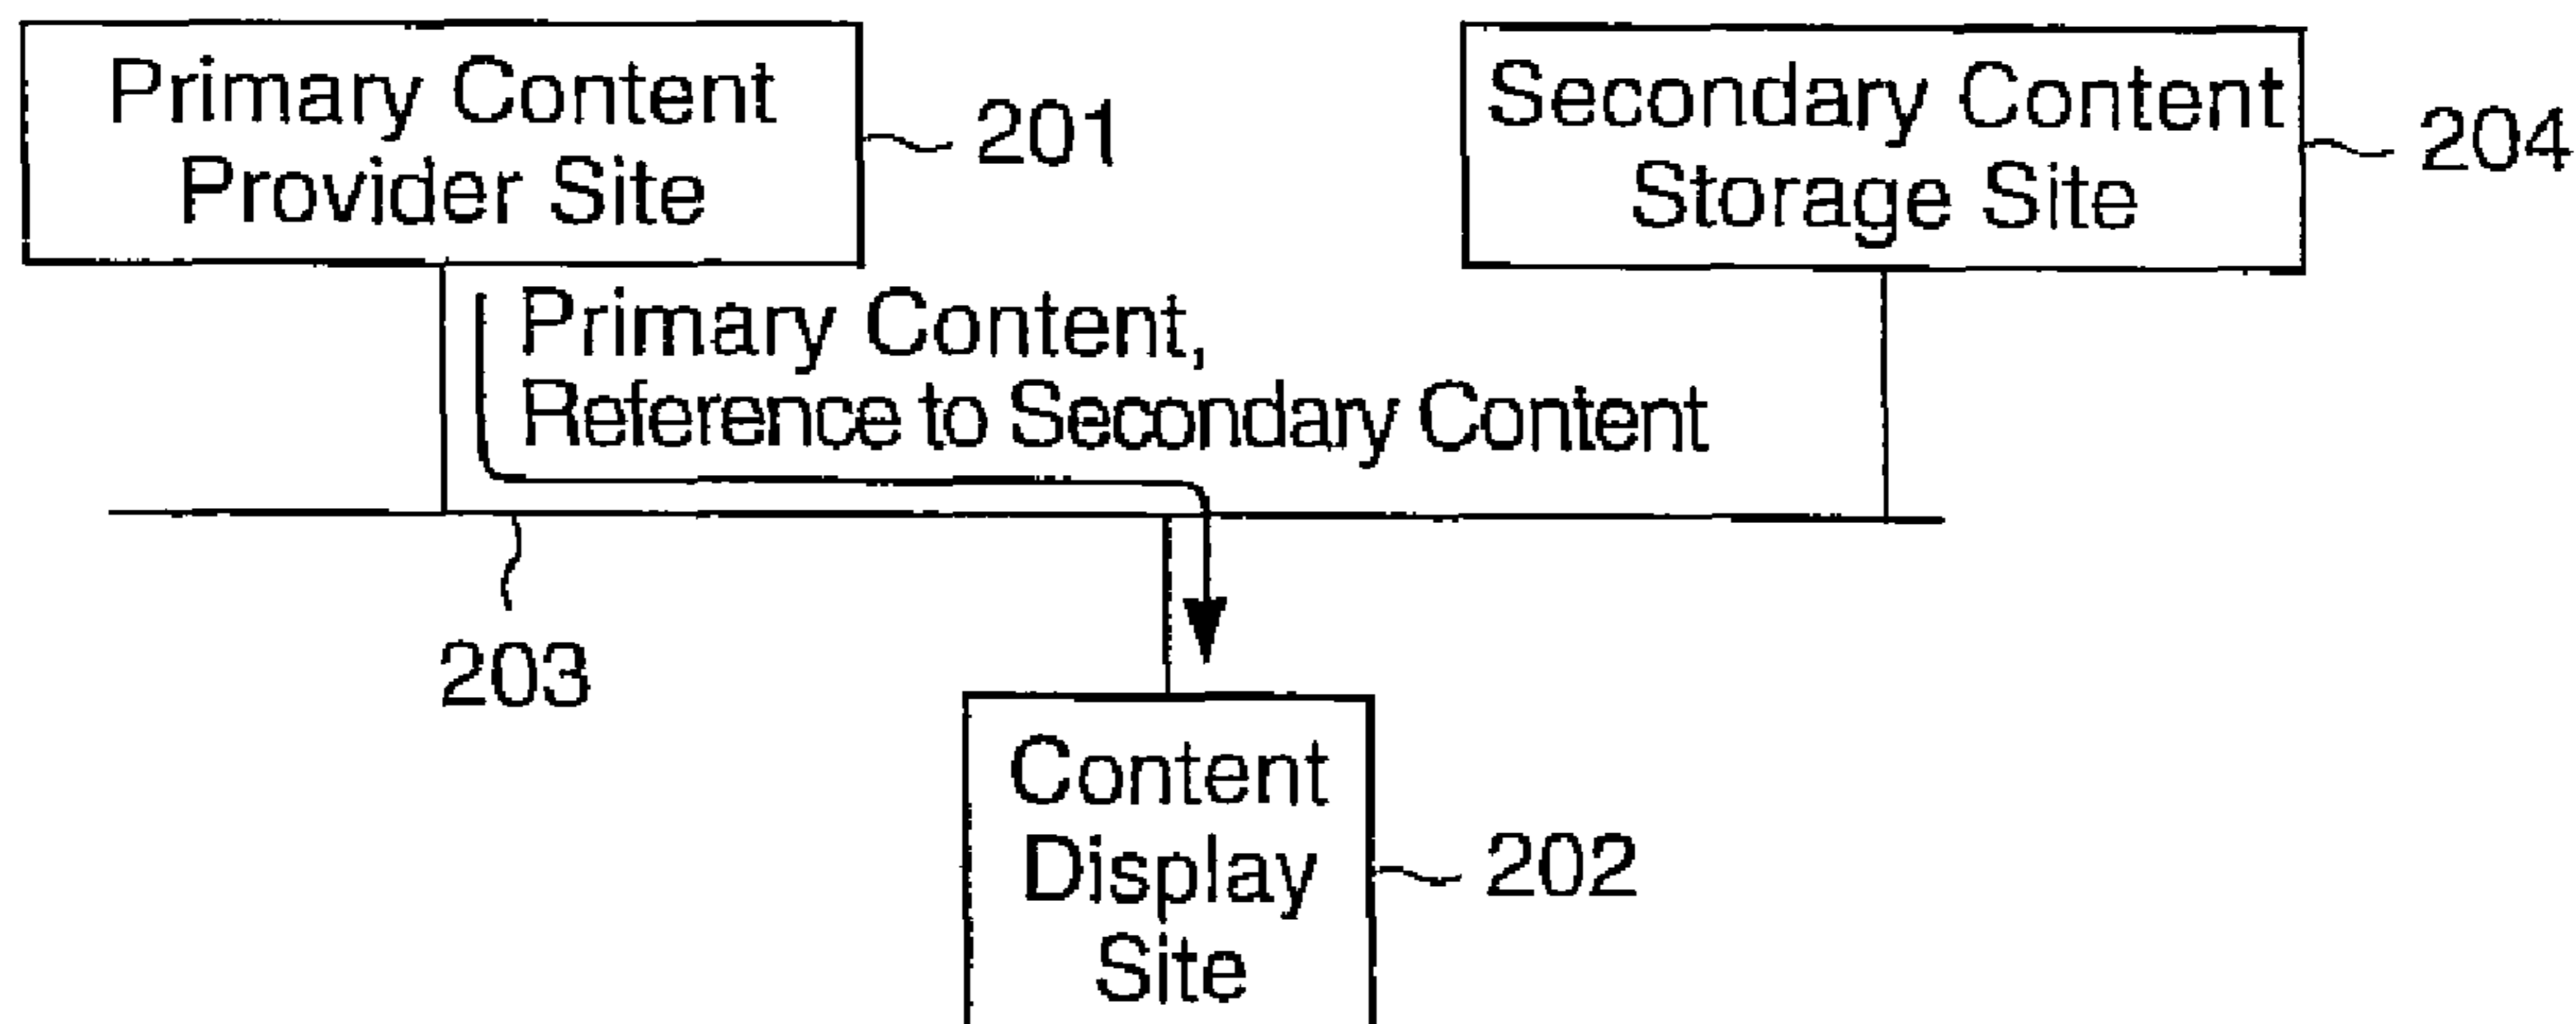 Primary Content
Provider Site
201
Secondary Content
Storage Site
204
Primary Content,
Reference to Secondary Content
203
Content
Display
Site
202